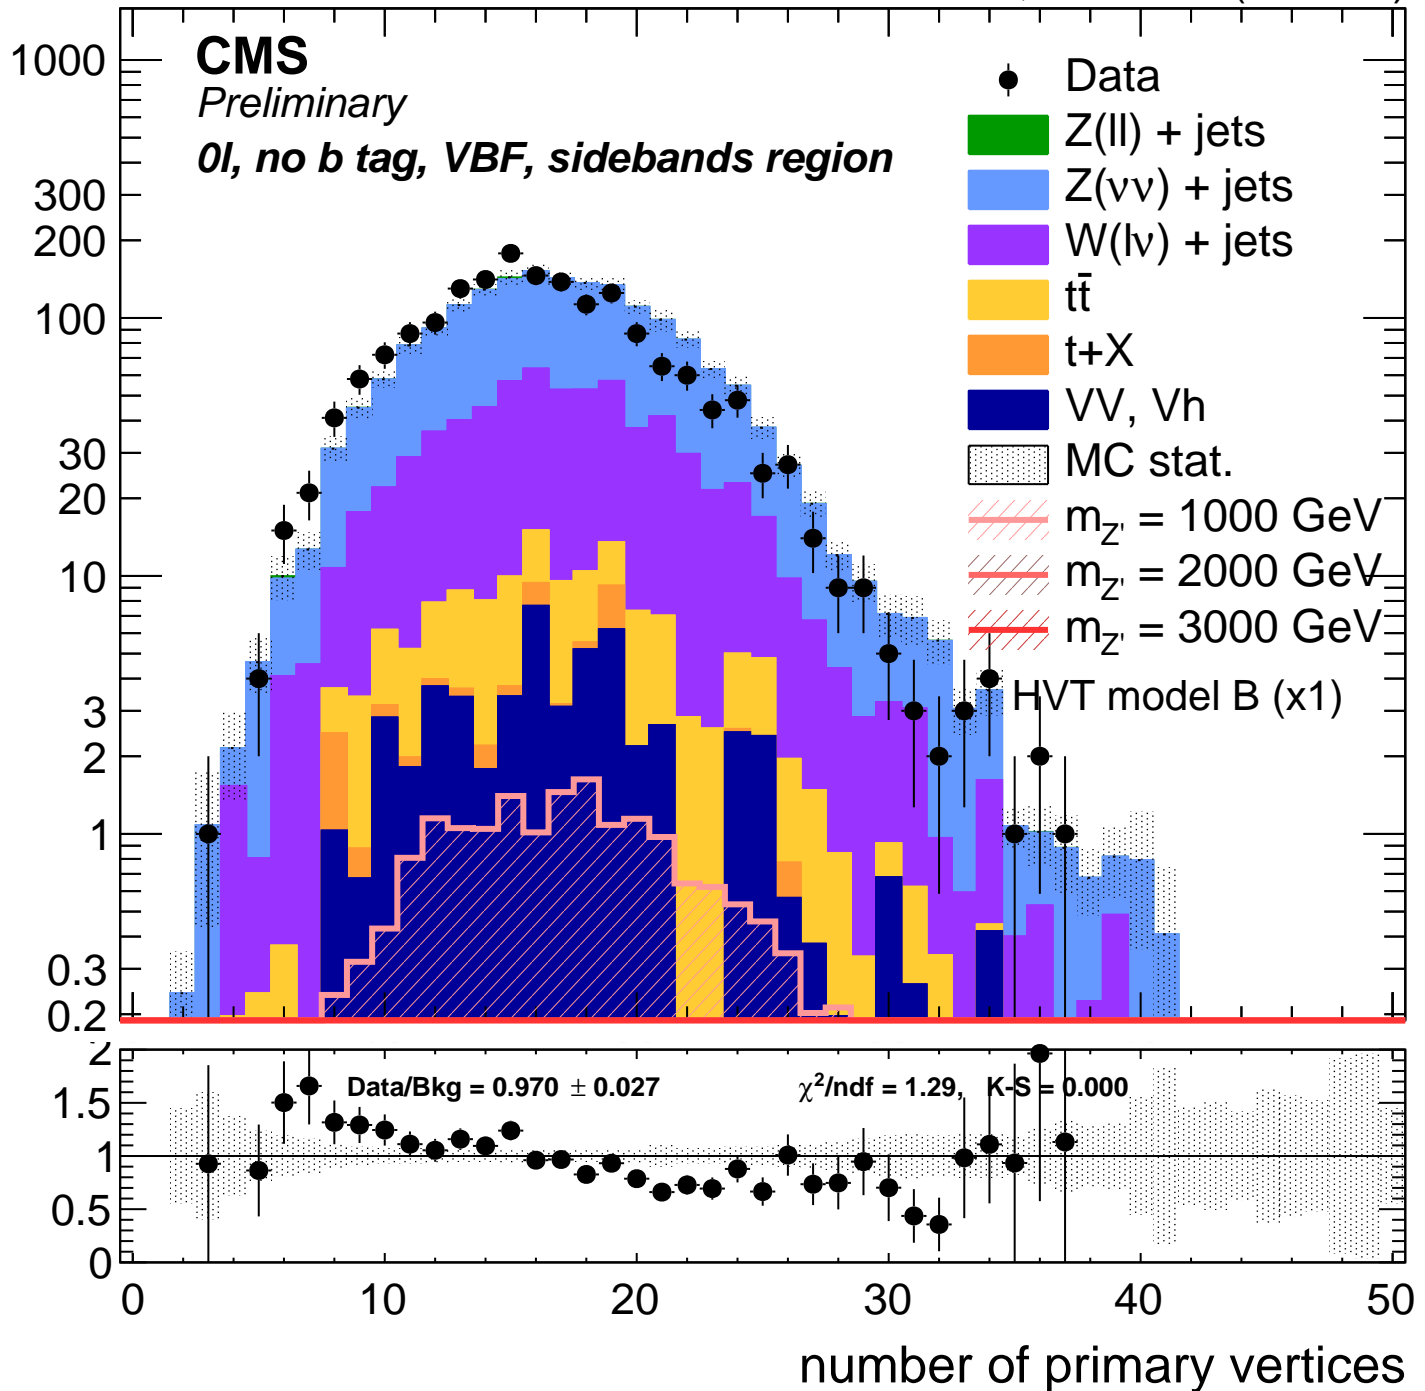 CMS
Preliminary
0l, no b tag, VBF, sidebands region
Data
Z(ll) + jets
Z(νν) + jets
W(lν) + jets
tt̄
t+X
VV, Vh
MC stat.
m_Z' = 1000 GeV
m_Z' = 2000 GeV
m_Z' = 3000 GeV
HVT model B (x1)
1000
300
200
100
30
20
10
3
2
1
0.3
0.2
Data/Bkg = 0.970 ± 0.027
χ²/ndf = 1.29, K-S = 0.000
2
1.5
1
0.5
0
0 10 20 30 40 50
number of primary vertices